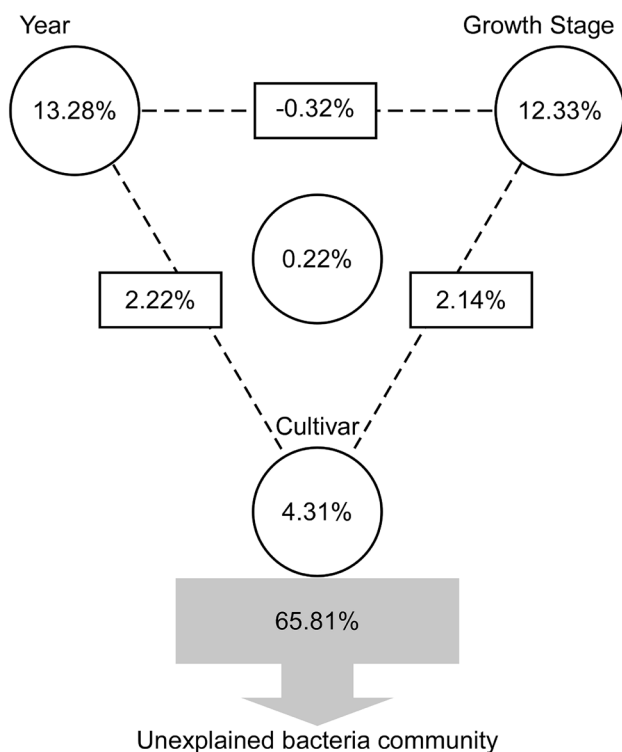 Year
Growth Stage
13.28%
-0.32%
12.33%
0.22%
2.22%
2.14%
Cultivar
4.31%
65.81%
Unexplained bacteria community